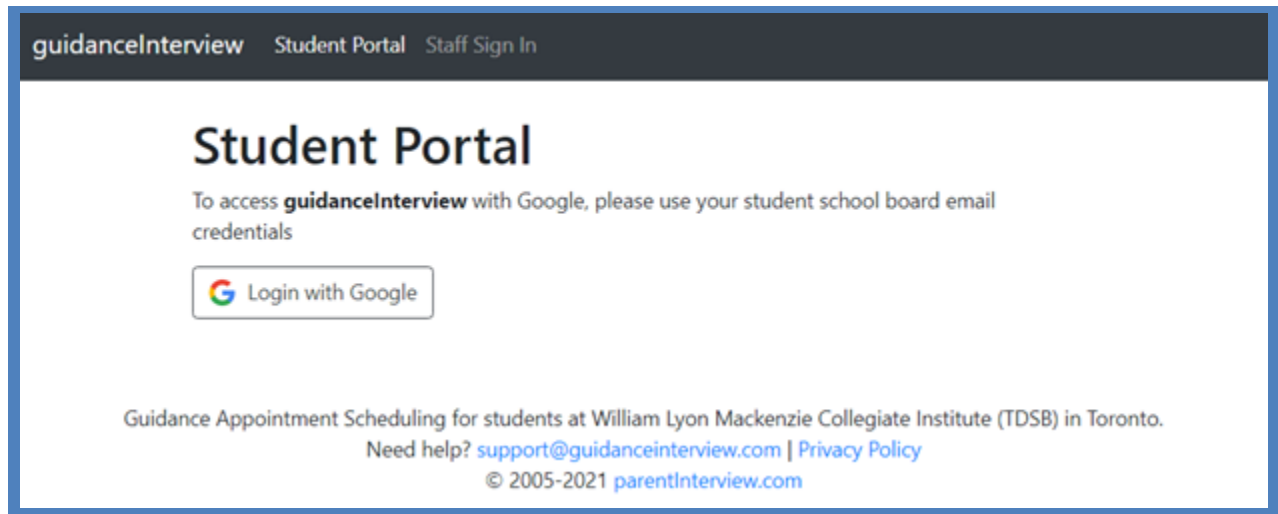 guidanceInterview Student Portal Staff Sign In
Student Portal
To access guidanceInterview with Google, please use your student school board email
credentials
Login with Google
Guidance Appointment Scheduling for students at William Lyon Mackenzie Collegiate Institute (TDSB) in Toronto.
Need help? support@guidanceinterview.com | Privacy Policy
© 2005-2021 parentInterview.com